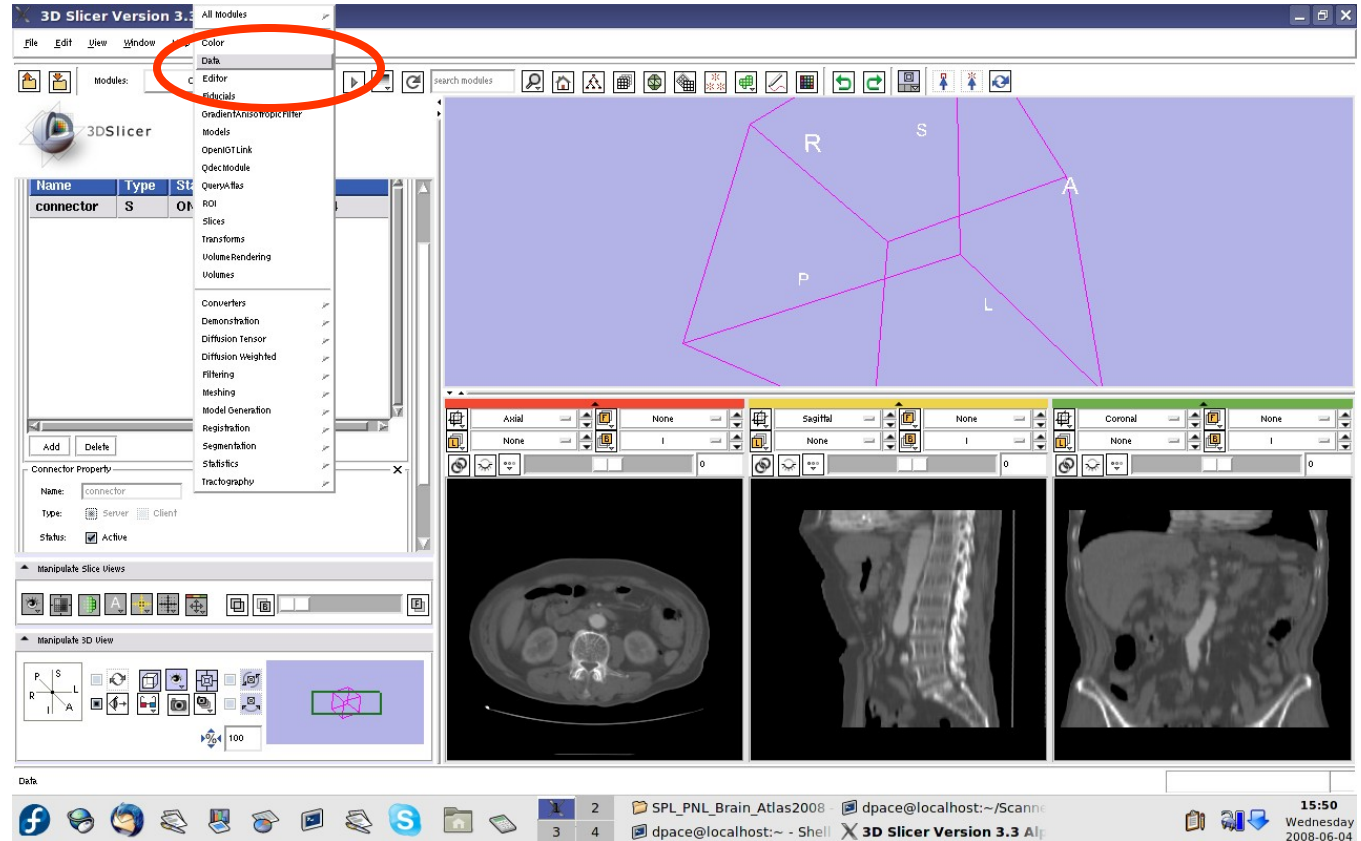 3D Slicer Version 3.3
File Edit View Window
All Modules
Color
Data
Editor
Fiducials
GradientAnisotropicFilter
Models
OpenIGTLink
QdecModule
QueryAtlas
ROI
Slices
Transforms
VolumeRendering
Volumes
Converters
Demonstration
Diffusion Tensor
Diffusion Weighted
Filtering
Meshing
Model Generation
Registration
Segmentation
Statistics
Tractography
Modules:
search modules
3DSlicer
Name Type
connector S
Add Delete
Connector Property
Name: connector
Type: Server Client
Status: Active
Manipulate Slice Views
Manipulate 3D View
P S
R L
I A
100
R S A P L
Axial None
None I
0
Sagittal None
None I
0
Coronal None
None I
0
Data
1 2
3 4
SPL_PNL_Brain_Atlas2008 -
dpace@localhost:~/Scanne
dpace@localhost:~ - Shell
3D Slicer Version 3.3 Alp
15:50
Wednesday
2008-06-04